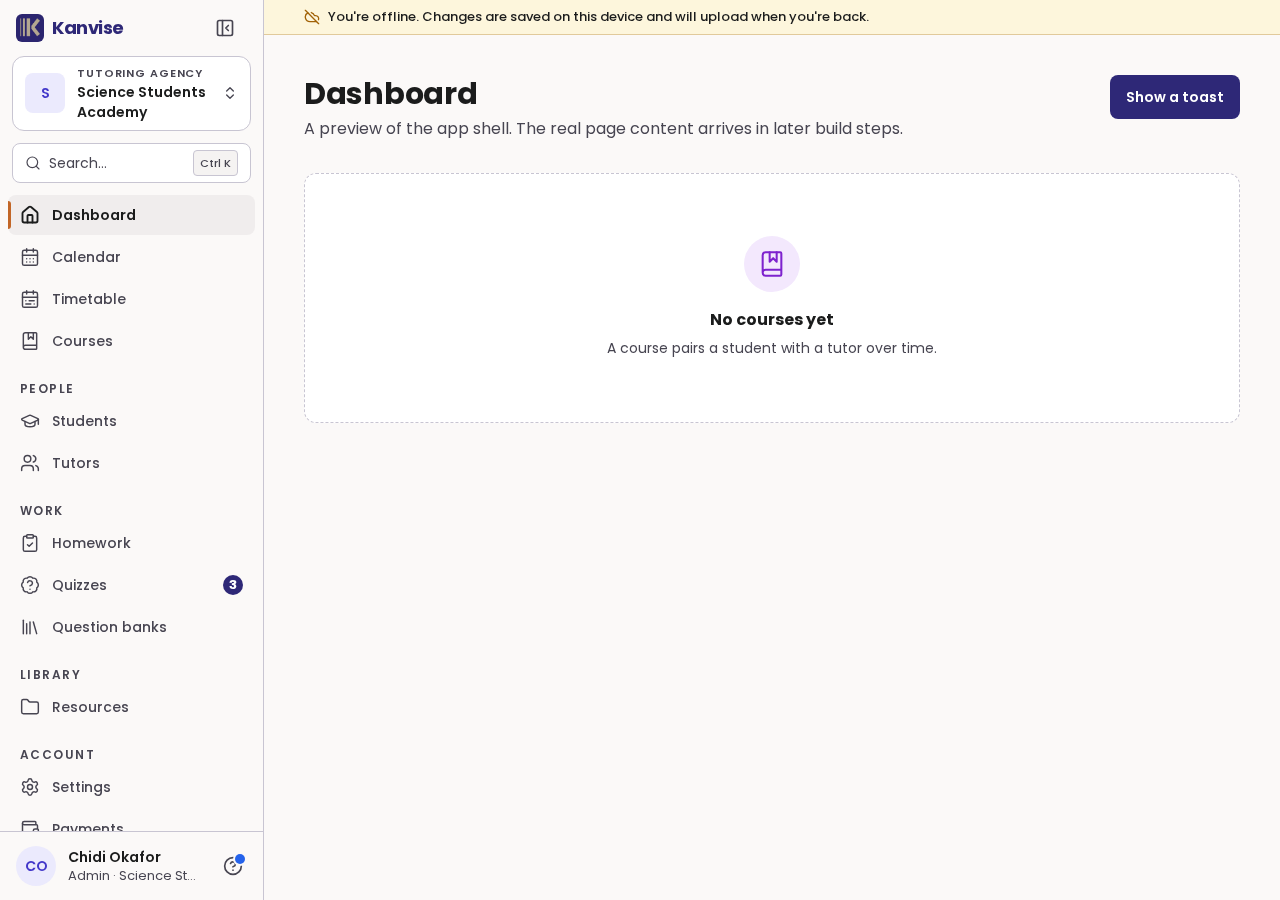 Kanvise
TUTORING AGENCY
S
Science Students
Academy
Search...
Ctrl K
Dashboard
Calendar
Timetable
Courses
PEOPLE
Students
Tutors
WORK
Homework
Quizzes
3
Question banks
LIBRARY
Resources
ACCOUNT
Settings
Payments
CO
Chidi Okafor
Admin · Science St...
You're offline. Changes are saved on this device and will upload when you're back.
Dashboard
A preview of the app shell. The real page content arrives in later build steps.
Show a toast
No courses yet
A course pairs a student with a tutor over time.